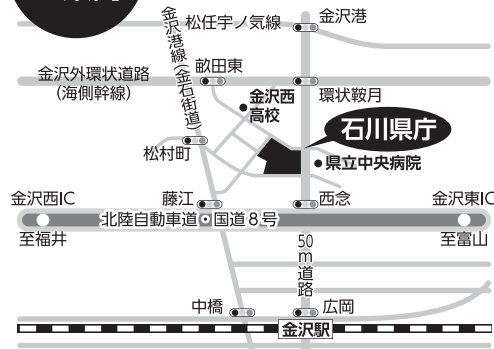 松任宇ノ気線
金沢港
金沢港線(金石街道)
畝田東
金沢外環状道路
(海側幹線)
環状鞍月
金沢西
高校
石川県庁
松村町
県立中央病院
金沢西IC
藤江
西念
金沢東IC
北陸自動車道・国道8号
至福井
至富山
50m道路
中橋
広岡
金沢駅